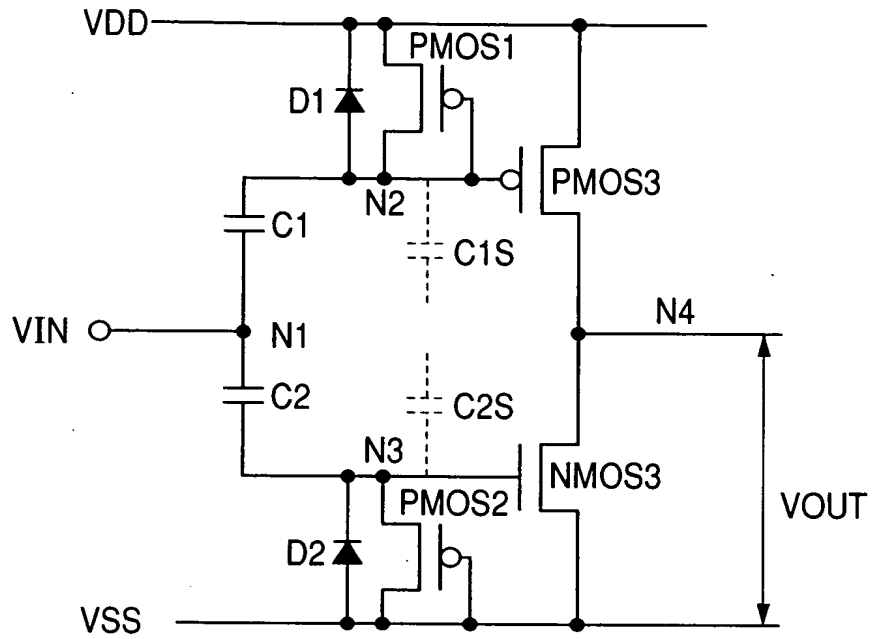 VDD
PMOS1
D1
N2
PMOS3
C1
C1S
VIN
N1
N4
C2
C2S
N3
NMOS3
PMOS2
VOUT
D2
VSS